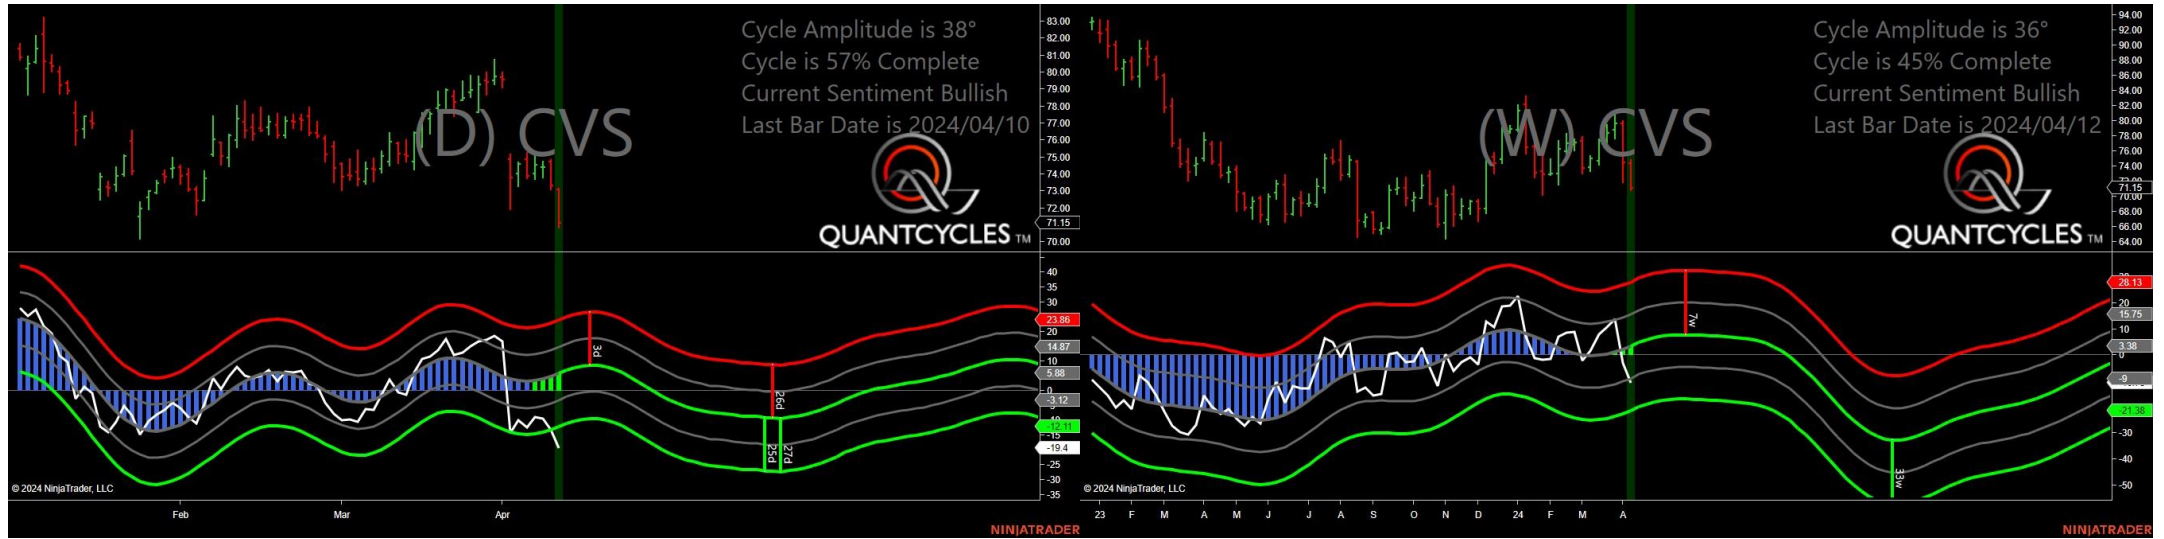 Cycle Amplitude is 38°
Cycle is 57% Complete
Current Sentiment Bullish
Last Bar Date is 2024/04/10
(D) CVS
QUANTCYCLES TM
83.00
82.00
81.00
80.00
79.00
78.00
77.00
76.00
75.00
74.00
73.00
72.00
71.15
70.00
40
35
30
23.86
20
14.87
10
5.88
0
-3.12
-12.11
-15
-19.4
-25
-30
-35
3d
26d
25d
27d
© 2024 NinjaTrader, LLC
Feb Mar Apr
NINJATRADER
Cycle Amplitude is 36°
Cycle is 45% Complete
Current Sentiment Bullish
Last Bar Date is 2024/04/12
(W) CVS
QUANTCYCLES TM
94.00
92.00
90.00
88.00
86.00
84.00
82.00
80.00
78.00
76.00
74.00
71.15
70.00
68.00
66.00
64.00
28.13
20
15.75
10
3.38
0
-9
-21.38
-30
-40
-50
7w
33w
© 2024 NinjaTrader, LLC
23 F M A M J J A S O N D 24 F M A
NINJATRADER